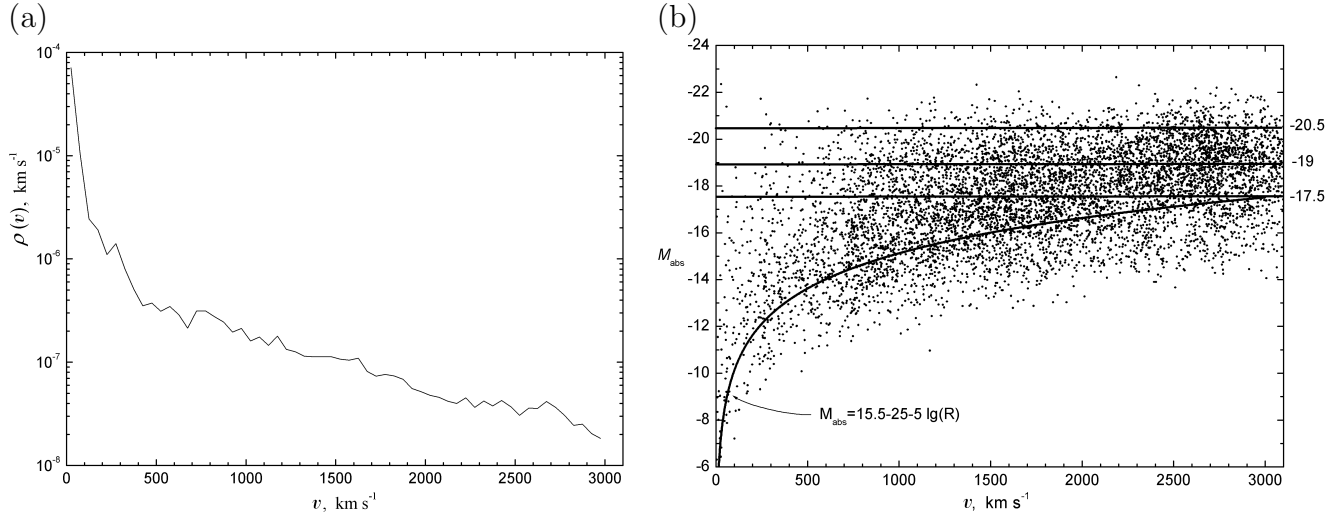 (a)
10⁻⁴
10⁻⁵
10⁻⁶
10⁻⁷
10⁻⁸
ρ (v), km s⁻¹
0 500 1000 1500 2000 2500 3000
v, km s⁻¹
(b)
-24
-22
-20
-18
-16
-14
-12
-10
-8
-6
M_abs
-20.5
-19
-17.5
M_abs=15.5-25-5 lg(R)
0 500 1000 1500 2000 2500 3000
v, km s⁻¹